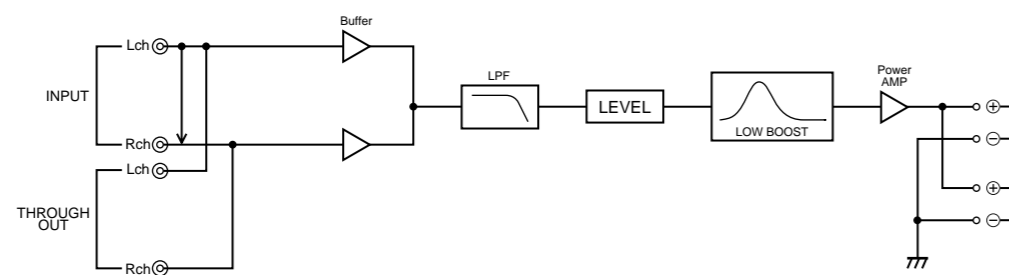 Buffer
Lch
INPUT
Rch
Lch
THROUGH
OUT
Rch
LPF
LEVEL
LOW BOOST
Power
AMP
+
−
+
−